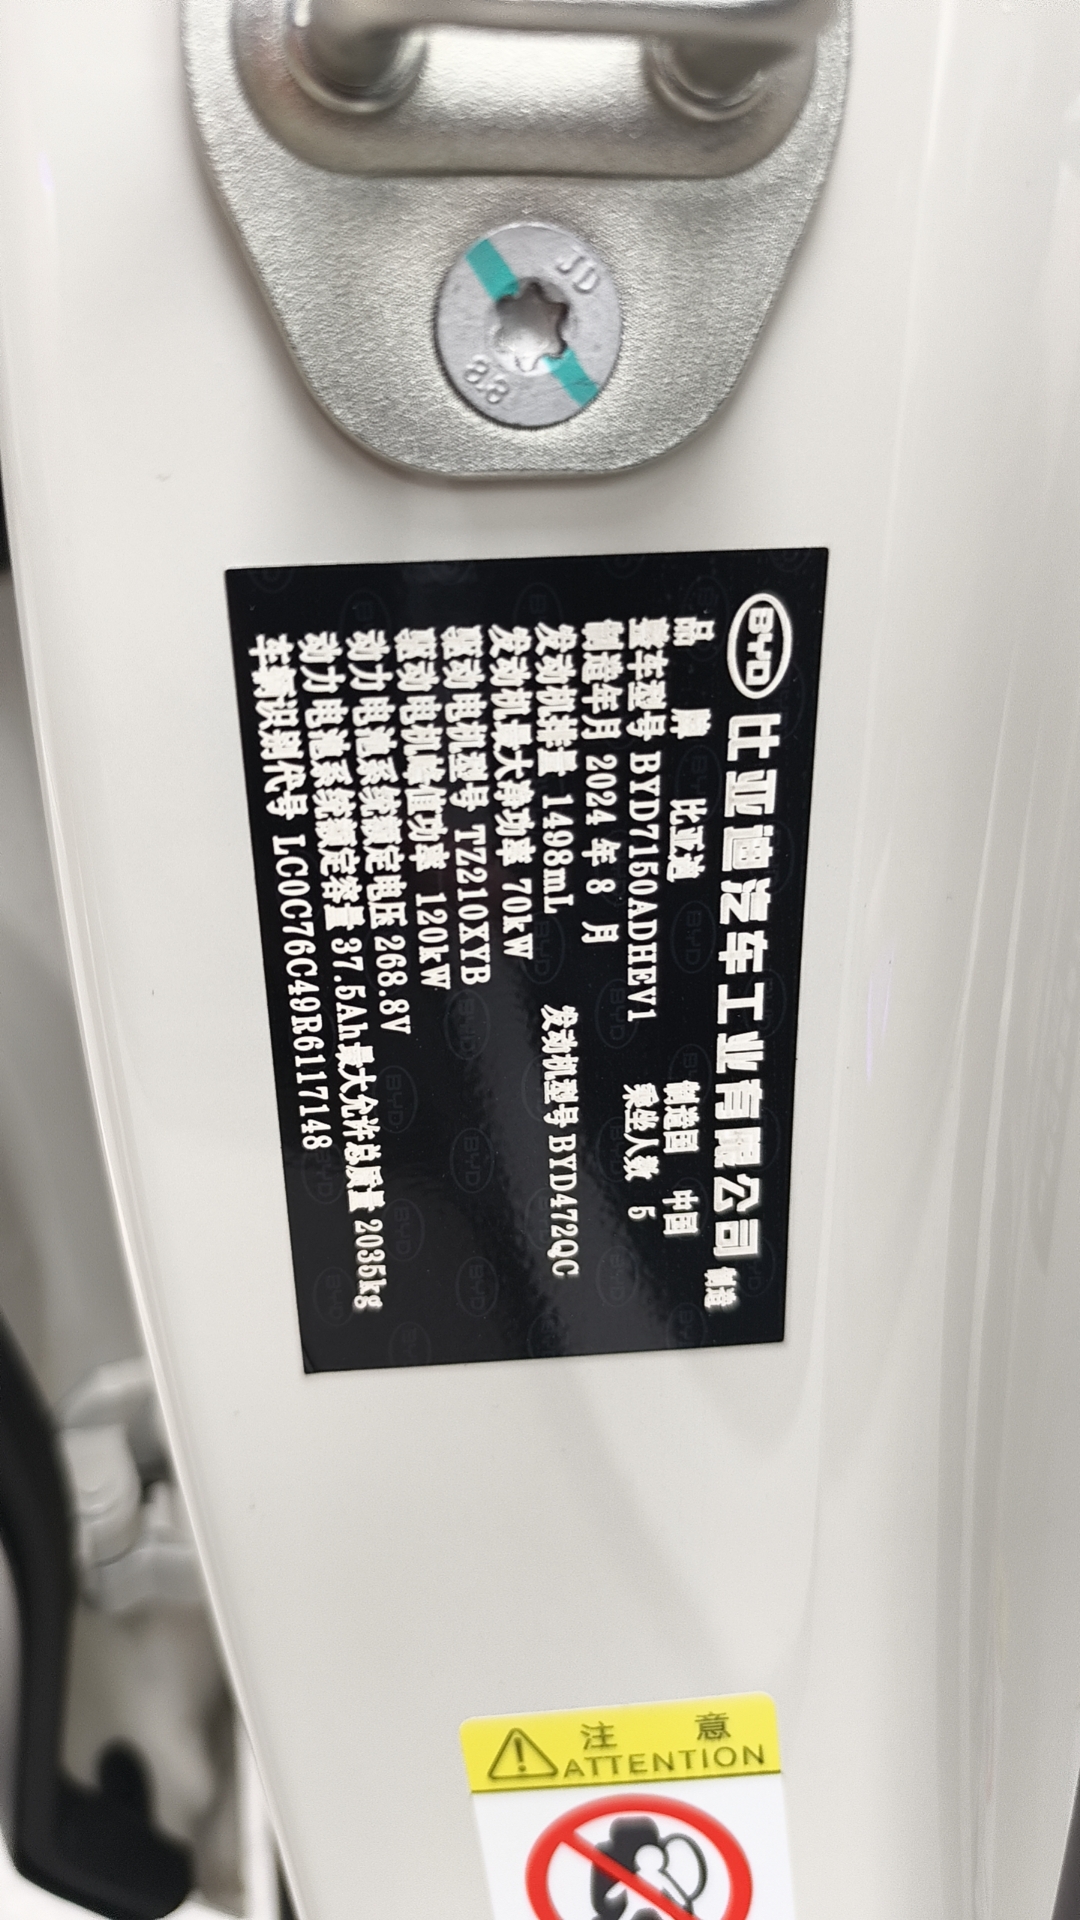 JD
8.8
BYD 比亚迪汽车工业有限公司 制造
品 牌 比亚迪 制造国 中国
整车型号 BYD7150ADHEV1 乘坐人数 5
制造年月 2024 年 8 月
发动机排量 1498mL 发动机型号 BYD472QC
发动机最大净功率 70kW
驱动电机型号 TZ210XYB
驱动电机峰值功率 120kW
动力电池系统额定电压 268.8V
动力电池系统额定容量 37.5Ah 最大允许总质量 2035kg
车辆识别代号 LC0C76C49R6117148
注 意
ATTENTION